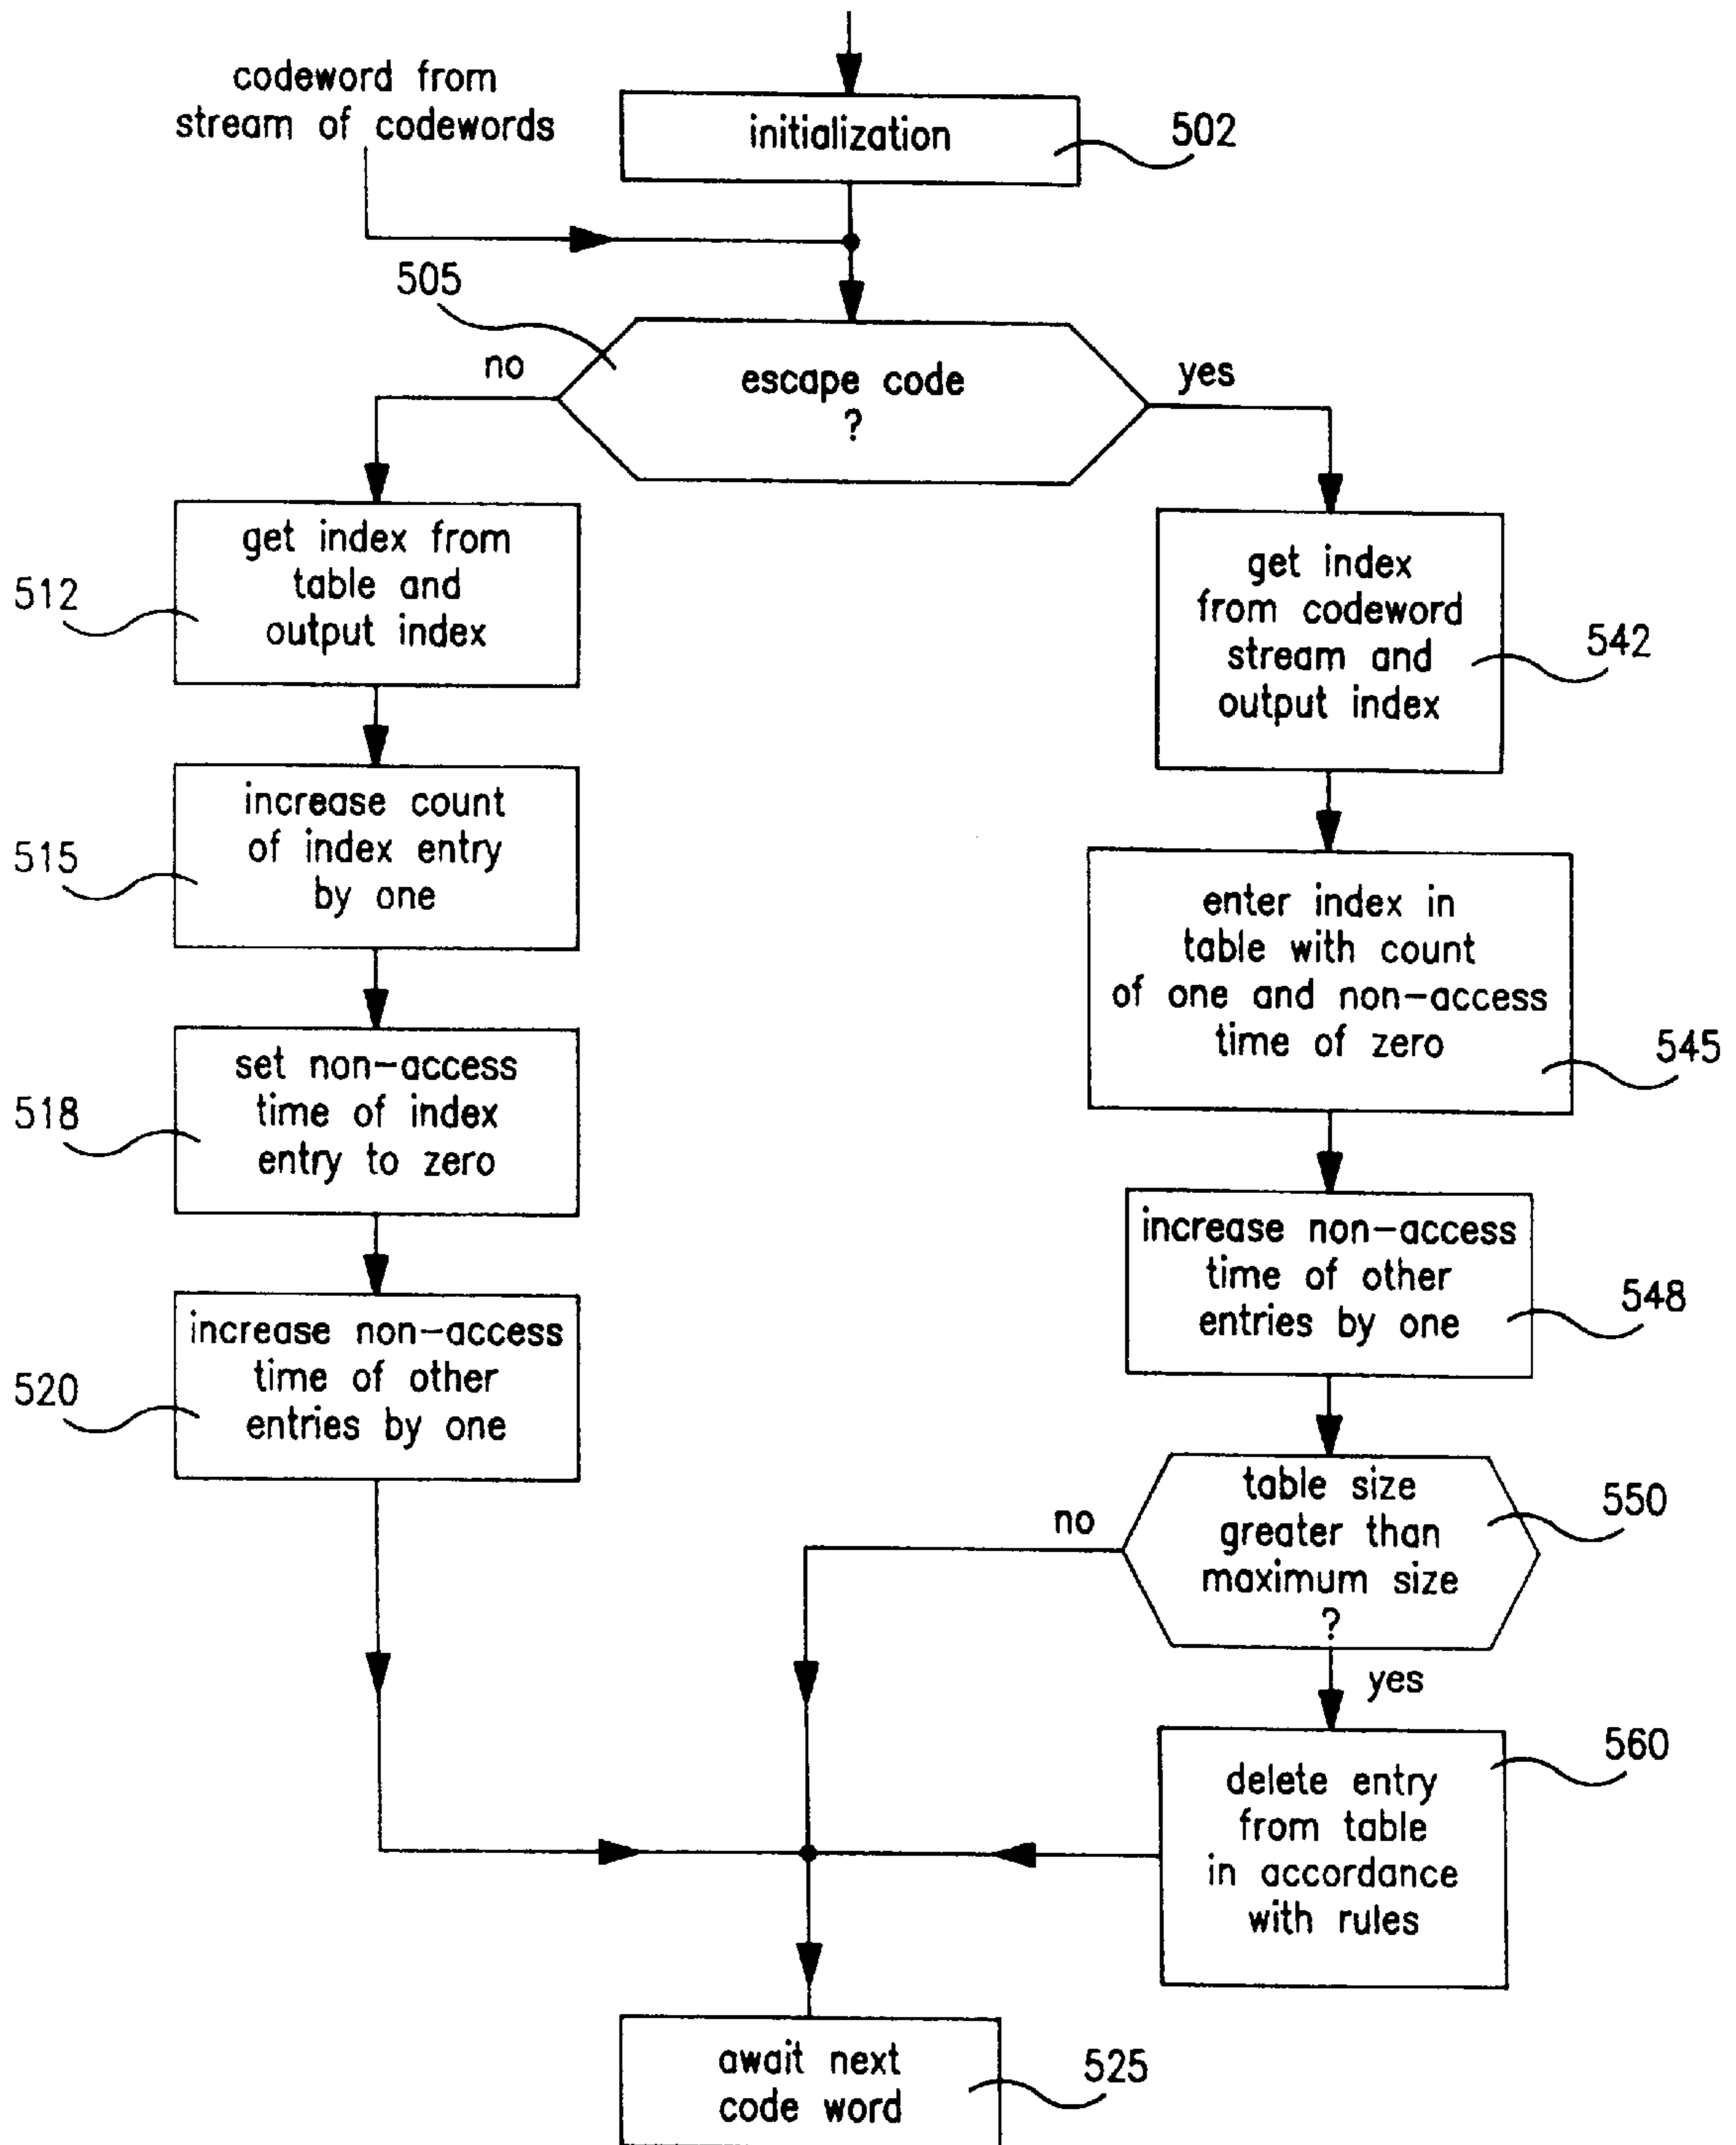 codeword from
stream of codewords
initialization
502
505
no
escape code
?
yes
get index from
table and
output index
512
increase count
of index entry
by one
515
set non-access
time of index
entry to zero
518
increase non-access
time of other
entries by one
520
get index
from codeword
stream and
output index
542
enter index in
table with count
of one and non-access
time of zero
545
increase non-access
time of other
entries by one
548
table size
greater than
maximum size
?
550
no
yes
delete entry
from table
in accordance
with rules
560
await next
code word
525